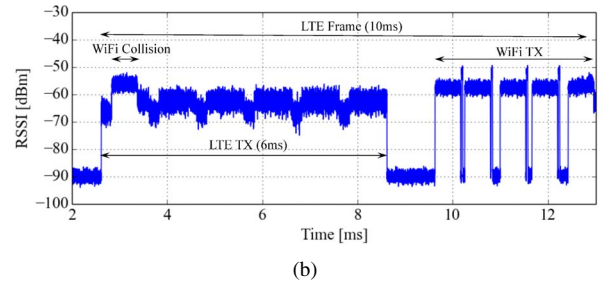 −30
−40
−50
−60
−70
−80
−90
−100
RSSI [dBm]
LTE Frame (10ms)
WiFi Collision
WiFi TX
LTE TX (6ms)
2 4 6 8 10 12
Time [ms]
(b)